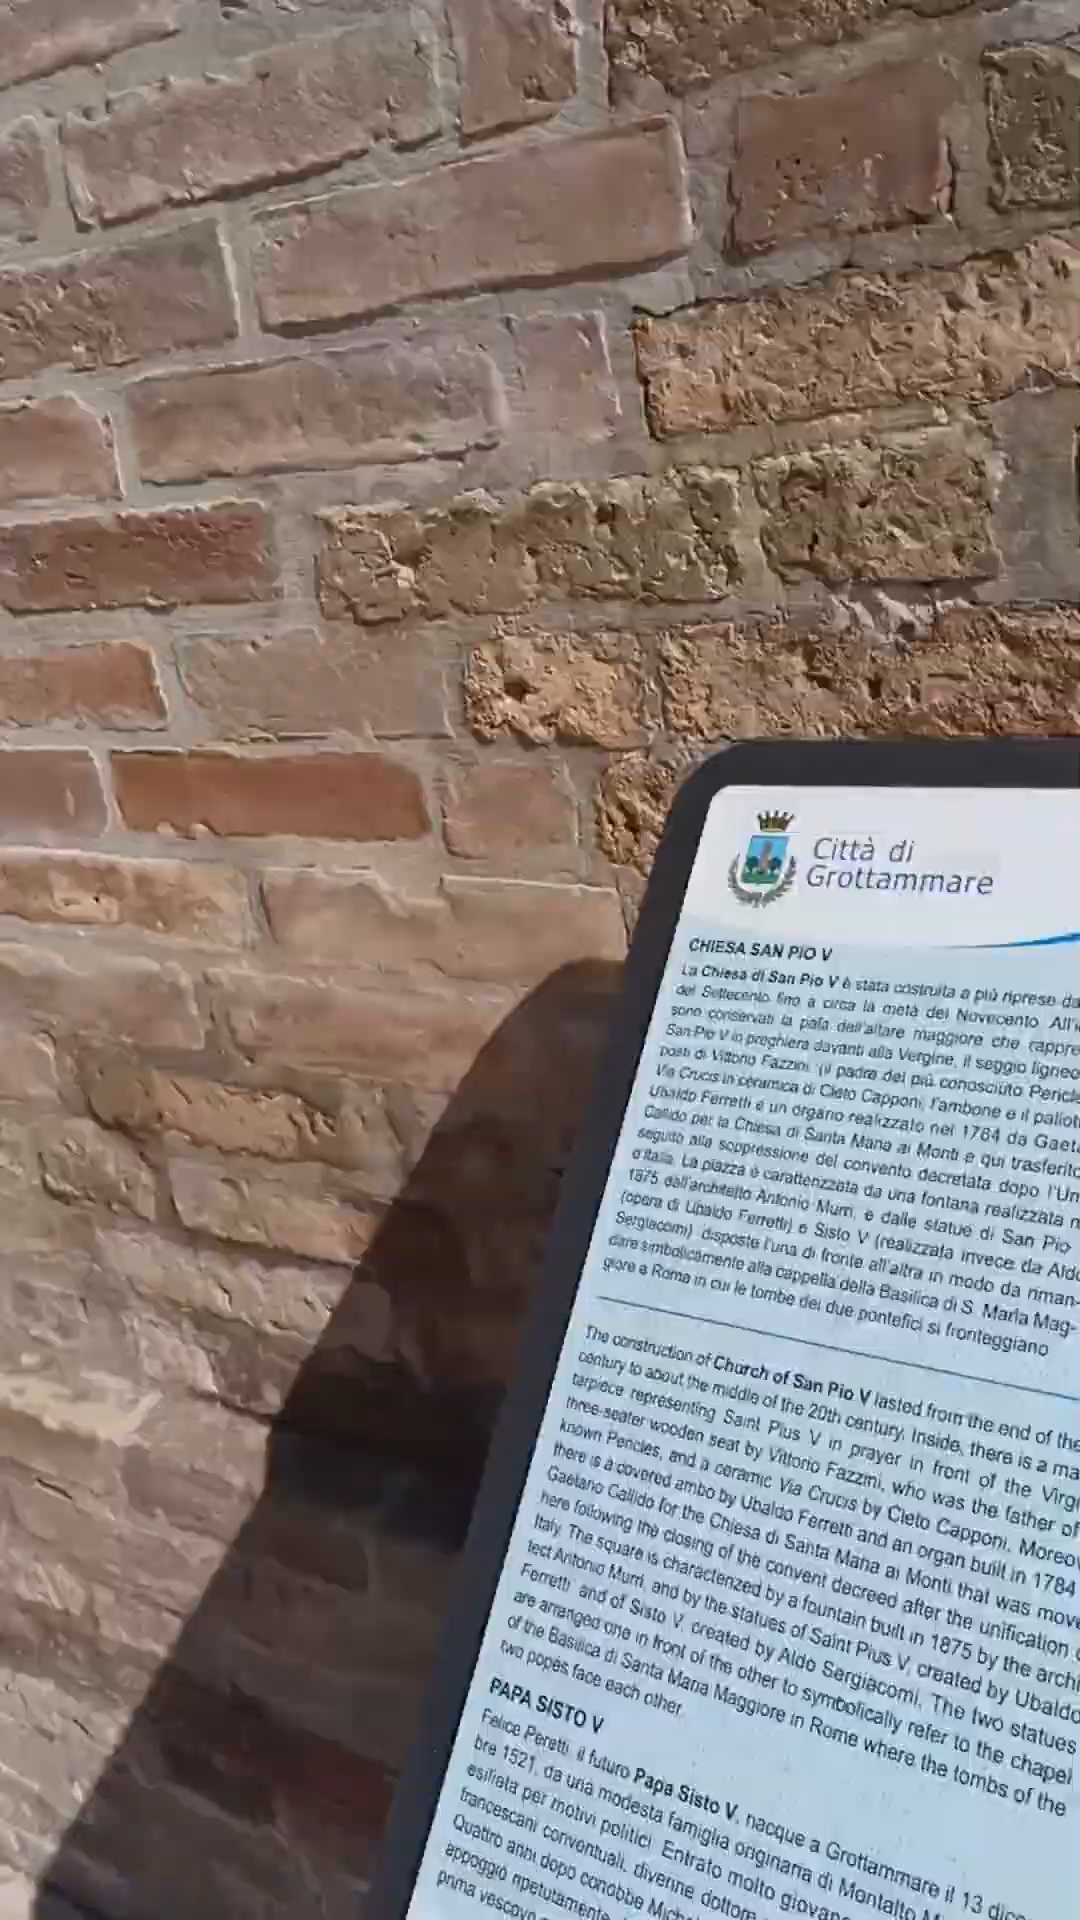 Città di
Grottammare
CHIESA SAN PIO V
La Chiesa di San Pio V è stata costruita a più riprese da
del Settecento fino a circa la metà del Novecento. All'i
sono conservati la pala dell'altare maggiore che rappre
San Pio V in preghiera davanti alla Vergine, il seggio ligneo
posti di Vittorio Fazzini (il padre del più conosciuto Pericle
Via Crucis in ceramica di Cleto Capponi, l'ambone e il paliot
Ubaldo Ferretti e un organo realizzato nel 1784 da Gaeta
Callido per la Chiesa di Santa Maria ai Monti e qui trasferito
seguito alla soppressione del convento decretata dopo l'Un
d'Italia. La piazza è caratterizzata da una fontana realizzata n
1875 dall'architetto Antonio Murri, e dalle statue di San Pio
(opera di Ubaldo Ferretti) e Sisto V (realizzata invece da Aldo
Sergiacomi) disposte l'una di fronte all'altra in modo da riman-
dare simbolicamente alla cappella della Basilica di S. Maria Mag-
giore a Roma in cui le tombe dei due pontefici si fronteggiano
The construction of Church of San Pio V lasted from the end of the
century to about the middle of the 20th century. Inside, there is a ma
tarpiece representing Saint Pius V in prayer in front of the Virg
three-seater wooden seat by Vittorio Fazzini, who was the father of
known Pericles, and a ceramic Via Crucis by Cleto Capponi. Moreov
there is a covered ambo by Ubaldo Ferretti and an organ built in 1784
Gaetano Callido for the Chiesa di Santa Maria ai Monti that was move
here following the closing of the convent decreed after the unification
Italy. The square is characterized by a fountain built in 1875 by the archi
tect Antonio Murri, and by the statues of Saint Pius V, created by Ubaldo
Ferretti and of Sisto V, created by Aldo Sergiacomi. The two statues
are arranged one in front of the other to symbolically refer to the chapel
of the Basilica di Santa Maria Maggiore in Rome where the tombs of the
two popes face each other.
PAPA SISTO V
Felice Peretti, il futuro Papa Sisto V, nacque a Grottammare il 13 dice
bre 1521, da una modesta famiglia originaria di Montalto M
esiliata per motivi politici. Entrato molto giovan
francescani conventuali, divenne dottore
Quattro anni dopo conobbe Michel
appoggiò ripetutamente
prima vescovo